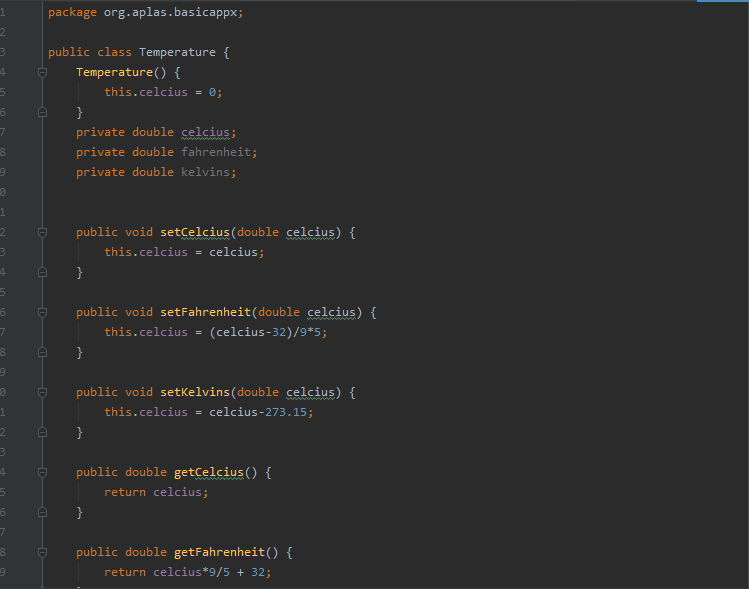 1 package org.aplas.basicappx;
2
3 public class Temperature {
4 Temperature() {
5 this.celcius = 0;
6 }
7 private double celcius;
8 private double fahrenheit;
9 private double kelvins;
0
1
2 public void setCelcius(double celcius) {
3 this.celcius = celcius;
4 }
5
6 public void setFahrenheit(double celcius) {
7 this.celcius = (celcius-32)/9*5;
8 }
9
0 public void setKelvins(double celcius) {
1 this.celcius = celcius-273.15;
2 }
3
4 public double getCelcius() {
5 return celcius;
6 }
7
8 public double getFahrenheit() {
9 return celcius*9/5 + 32;